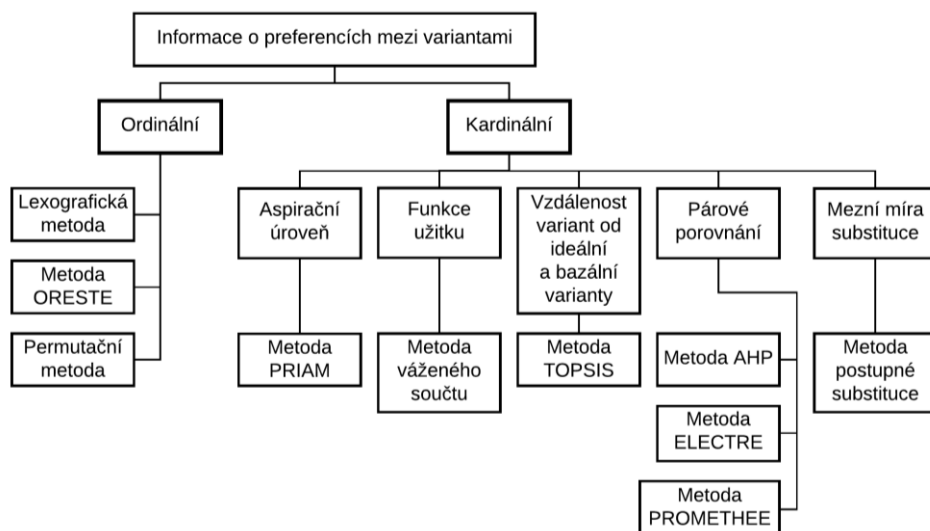 Informace o preferencích mezi variantami
Ordinální
Kardinální
Lexografická
metoda
Metoda
ORESTE
Permutační
metoda
Aspirační
úroveň
Funkce
užitku
Vzdálenost
variant od
ideální
a bazální
varianty
Párové
porovnání
Mezní míra
substituce
Metoda
PRIAM
Metoda
váženého
součtu
Metoda
TOPSIS
Metoda AHP
Metoda
ELECTRE
Metoda
PROMETHEE
Metoda
postupné
substituce